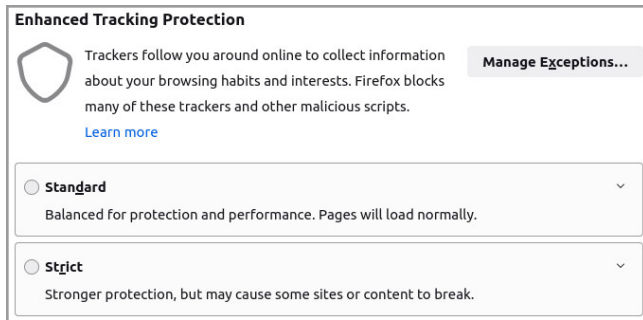 Enhanced Tracking Protection
Trackers follow you around online to collect information
about your browsing habits and interests. Firefox blocks
many of these trackers and other malicious scripts.
Learn more
Manage Exceptions...
Standard
Balanced for protection and performance. Pages will load normally.
Strict
Stronger protection, but may cause some sites or content to break.